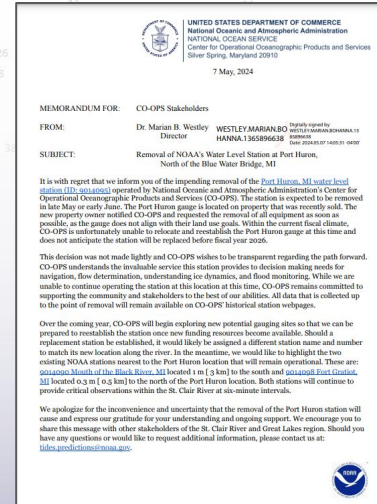 UNITED STATES DEPARTMENT OF COMMERCE
National Oceanic and Atmospheric Administration
NATIONAL OCEAN SERVICE
Center for Operational Oceanographic Products and Services
Silver Spring, Maryland 20910
7 May, 2024
MEMORANDUM FOR: CO-OPS Stakeholders
FROM: Dr. Marian B. Westley
Director
WESTLEY.MARIAN.BO
HANNA.1365896638
Digitally signed by
WESTLEY.MARIAN.BOHANNA.13
65896638
Date: 2024.05.07 14:05:31 -04'00'
SUBJECT: Removal of NOAA's Water Level Station at Port Huron,
North of the Blue Water Bridge, MI
It is with regret that we inform you of the impending removal of the Port Huron, MI water level
station (ID: 9014095) operated by National Oceanic and Atmospheric Administration's Center for
Operational Oceanographic Products and Services (CO-OPS). The station is expected to be removed
in late May or early June. The Port Huron gauge is located on property that was recently sold. The
new property owner notified CO-OPS and requested the removal of all equipment as soon as
possible, as the gauge does not align with their land use goals. Within the current fiscal climate,
CO-OPS is unfortunately unable to relocate and reestablish the Port Huron gauge at this time and
does not anticipate the station will be replaced before fiscal year 2026.
This decision was not made lightly and CO-OPS wishes to be transparent regarding the path forward.
CO-OPS understands the invaluable service this station provides to decision making needs for
navigation, flow determination, understanding ice dynamics, and flood monitoring. While we are
unable to continue operating the station at this location at this time, CO-OPS remains committed to
supporting the community and stakeholders to the best of our abilities. All data that is collected up
to the point of removal will remain available on CO-OPS' historical station webpages.
Over the coming year, CO-OPS will begin exploring new potential gauging sites so that we can be
prepared to reestablish the station once new funding resources become available. Should a
replacement station be established, it would likely be assigned a different station name and number
to match its new location along the river. In the meantime, we would like to highlight the two
existing NOAA stations nearest to the Port Huron location that will remain operational. These are:
9014090 Mouth of the Black River, MI located 1 m [ 3 km] to the south and 9014098 Fort Gratiot,
MI located 0.3 m [ 0.5 km] to the north of the Port Huron location. Both stations will continue to
provide critical observations within the St. Clair River at six-minute intervals.
We apologize for the inconvenience and uncertainty that the removal of the Port Huron station will
cause and express our gratitude for your understanding and ongoing support. We encourage you to
share this message with other stakeholders of the St. Clair River and Great Lakes region. Should you
have any questions or would like to request additional information, please contact us at:
tides.predictions@noaa.gov.
NOAA